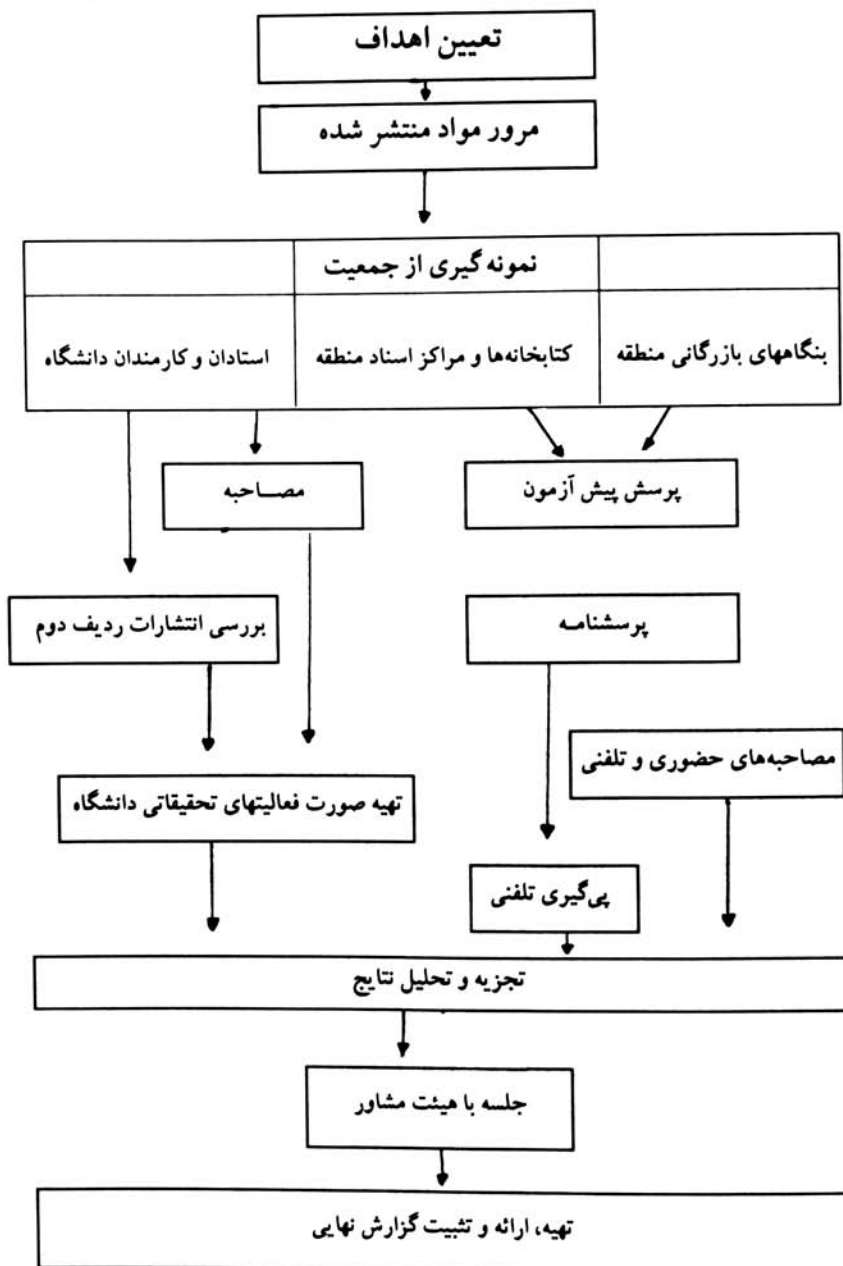 تعیین اهداف
مرور مواد منتشر شده
نمونه گیری از جمعیت
بنگاههای بازرگانی منطقه
کتابخانه‌ها و مراکز اسناد منطقه
استادان و کارمندان دانشگاه
پرسش پیش آزمون
مصاحبه
پرسشنامه
بررسی انتشارات ردیف دوم
مصاحبه‌های حضوری و تلفنی
تهیه صورت فعالیتهای تحقیقاتی دانشگاه
پی‌گیری تلفنی
تجزیه و تحلیل نتایج
جلسه با هیئت مشاور
تهیه، ارائه و تثبیت گزارش نهایی